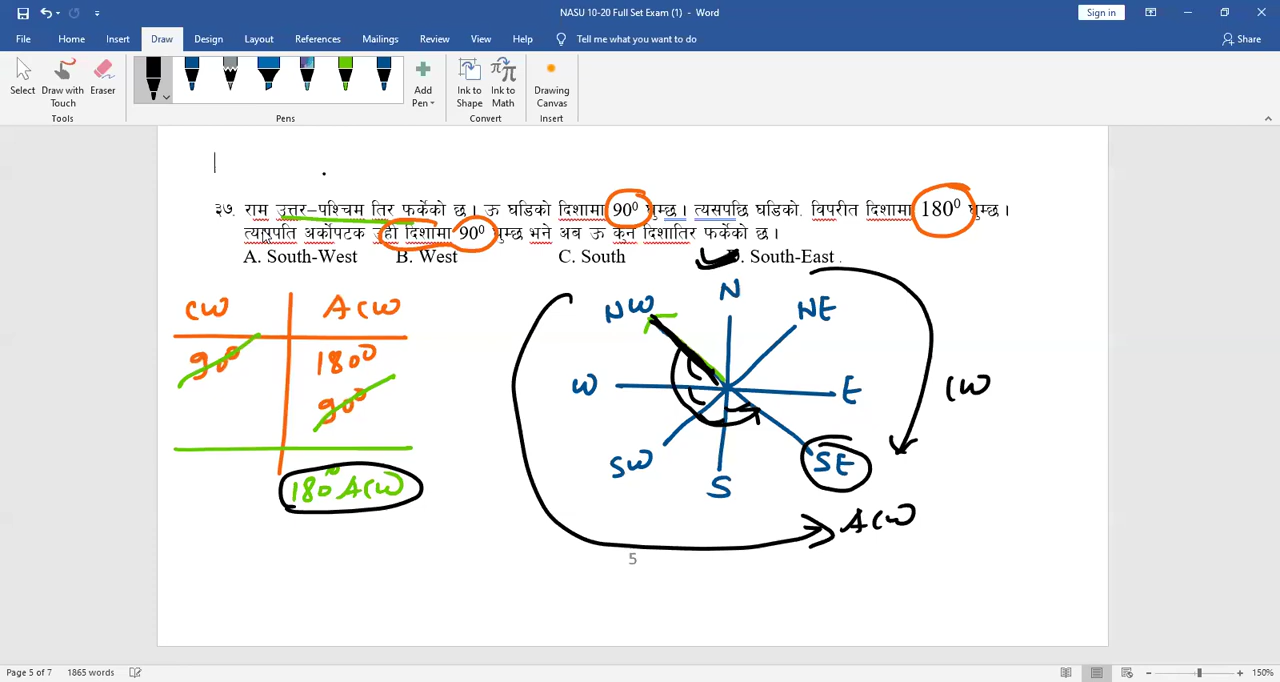 NASU 10-20 Full Set Exam (1) - Word
Sign in
File Home Insert Draw Design Layout References Mailings Review View Help Tell me what you want to do Share
Select Draw with Touch Eraser Add Pen Ink to Shape Ink to Math Drawing Canvas
Tools Pens Convert Insert
३७. राम उत्तर-पश्चिम तिर फर्केको छ। ऊ घडिको दिशामा 90⁰ घुम्छ। त्यसपछि घडिको. विपरीत दिशामा 180⁰ घुम्छ।
त्यसपति अर्कोपटक उही दिशामा 90⁰ घुम्छ भने अब ऊ कुन दिशातिर फर्केको छ।
A. South-West B. West C. South D. South-East .
CW ACW
90⁰ 180⁰
90⁰
180⁰ ACW
N
NW NE
W E
CW
SW SE
S
ACW
5
Page 5 of 7 1865 words 150%